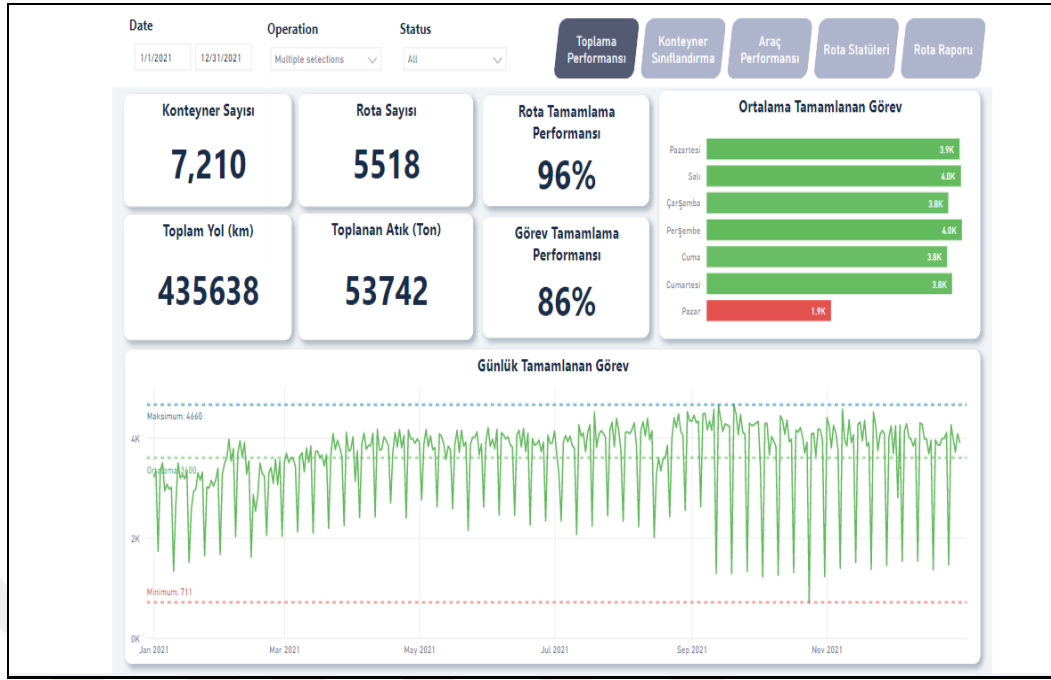 Date
Operation
Status
1/1/2021
12/31/2021
Multiple selections
All
Toplama
Performansı
Konteyner
Sınıflandırma
Araç
Performansı
Rota Statüleri
Rota Raporu
Konteyner Sayısı
7,210
Rota Sayısı
5518
Rota Tamamlama
Performansı
96%
Toplam Yol (km)
435638
Toplanan Atık (Ton)
53742
Görev Tamamlama
Performansı
86%
Ortalama Tamamlanan Görev
Pazartesi
3.9K
Salı
4.0K
Çarşamba
3.8K
Perşembe
4.0K
Cuma
3.8K
Cumartesi
3.8K
Pazar
1.9K
Günlük Tamamlanan Görev
Maksimum: 4660
4K
Ortalama: 3600
2K
Minimum: 711
0K
Jan 2021
Mar 2021
May 2021
Jul 2021
Sep 2021
Nov 2021